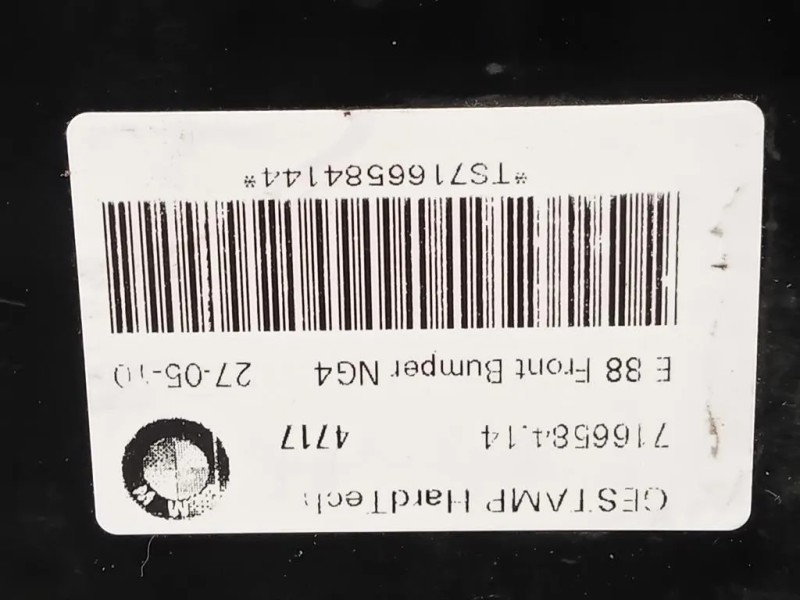 GESTAMP HardTech
7166584.14 4717
E 88 Front Bumper NG4 27-05-10
*TS7166584144*